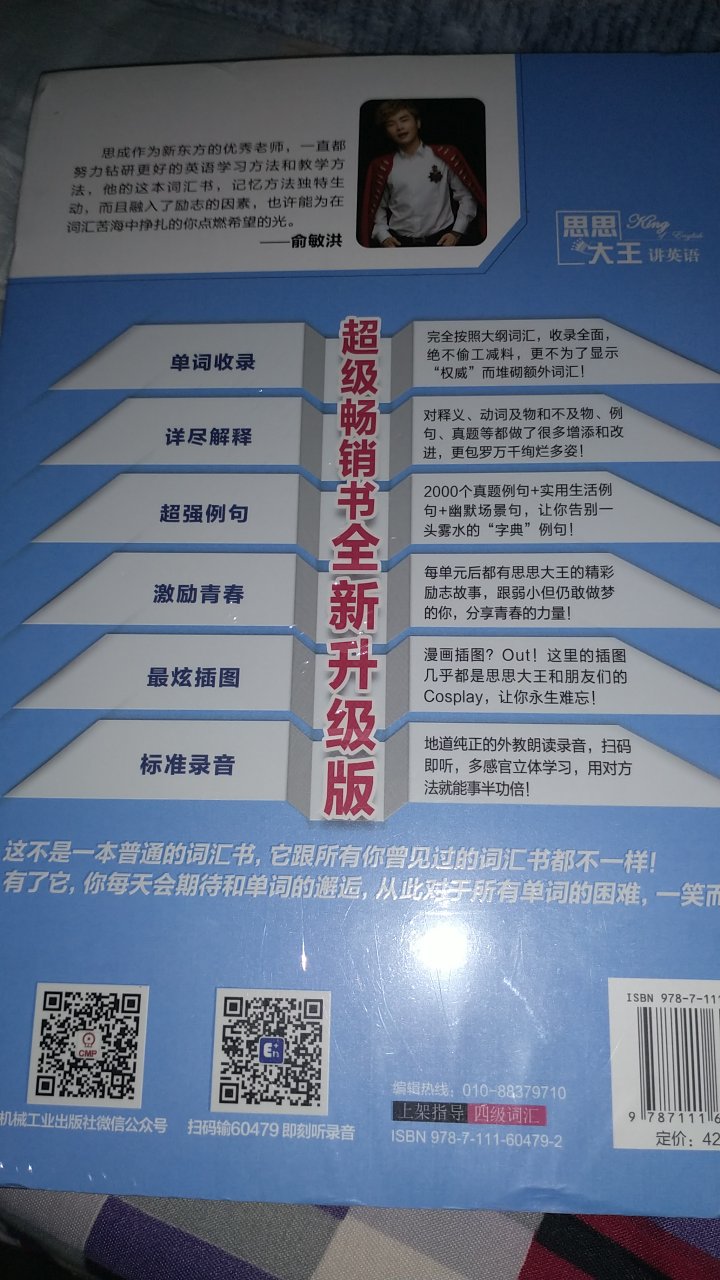 思成作为新东方的优秀老师，一直都
努力钻研更好的英语学习方法和教学方
法，他的这本词汇书，记忆方法独特生
动、而且融入了励志的因素，也许能为在
词汇苦海中挣扎的你点燃希望的光。
——俞敏洪
思思
大王
King
of English
讲英语
超级畅销书全新升级版
单词收录
完全按照大纲词汇，收录全面，
绝不偷工减料，更不为了显示
“权威”而堆砌额外词汇！
详尽解释
对释义、动词及物和不及物、例
句、真题等都做了很多增添和改
进，更包罗万千绚烂多姿！
超强例句
2000个真题例句+实用生活例
句+幽默场景句，让你告别一
头雾水的“字典”例句！
激励青春
每单元后都有思思大王的精彩
励志故事，跟弱小但仍敢做梦
的你，分享青春的力量！
最炫插图
漫画插图？Out！这里的插图
几乎都是思思大王和朋友们的
Cosplay，让你永生难忘！
标准录音
地道纯正的外教朗读录音，扫码
即听，多感官立体学习，用对方
法就能事半功倍！
这不是一本普通的词汇书，它跟所有你曾见过的词汇书都不一样！
有了它，你每天会期待和单词的邂逅，从此对于所有单词的困难，一笑而
CMP
机械工业出版社微信公众号
En
扫码输60479 即刻听录音
编辑热线：010-88379710
上架指导 四级词汇
ISBN 978-7-111-60479-2
ISBN 978-7-11
9 787111 6
定价：42